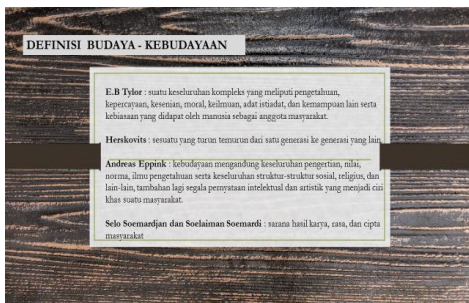 DEFINISI BUDAYA - KEBUDAYAAN
E.B Tylor : suatu keseluruhan kompleks yang meliputi pengetahuan,
kepercayaan, kesenian, moral, keilmuan, adat istiadat, dan kemampuan lain serta
kebiasaan yang didapat oleh manusia sebagai anggota masyarakat.
Herskovits : sesuatu yang turun temurun dari satu generasi ke generasi yang lain
Andreas Eppink : kebudayaan mengandung keseluruhan pengertian, nilai,
norma, ilmu pengetahuan serta keseluruhan struktur-struktur sosial, religius, dan
lain-lain, tambahan lagi segala pernyataan intelektual dan artistik yang menjadi ciri
khas suatu masyarakat.
Selo Soemardjan dan Soelaiman Soemardi : sarana hasil karya, rasa, dan cipta
masyarakat